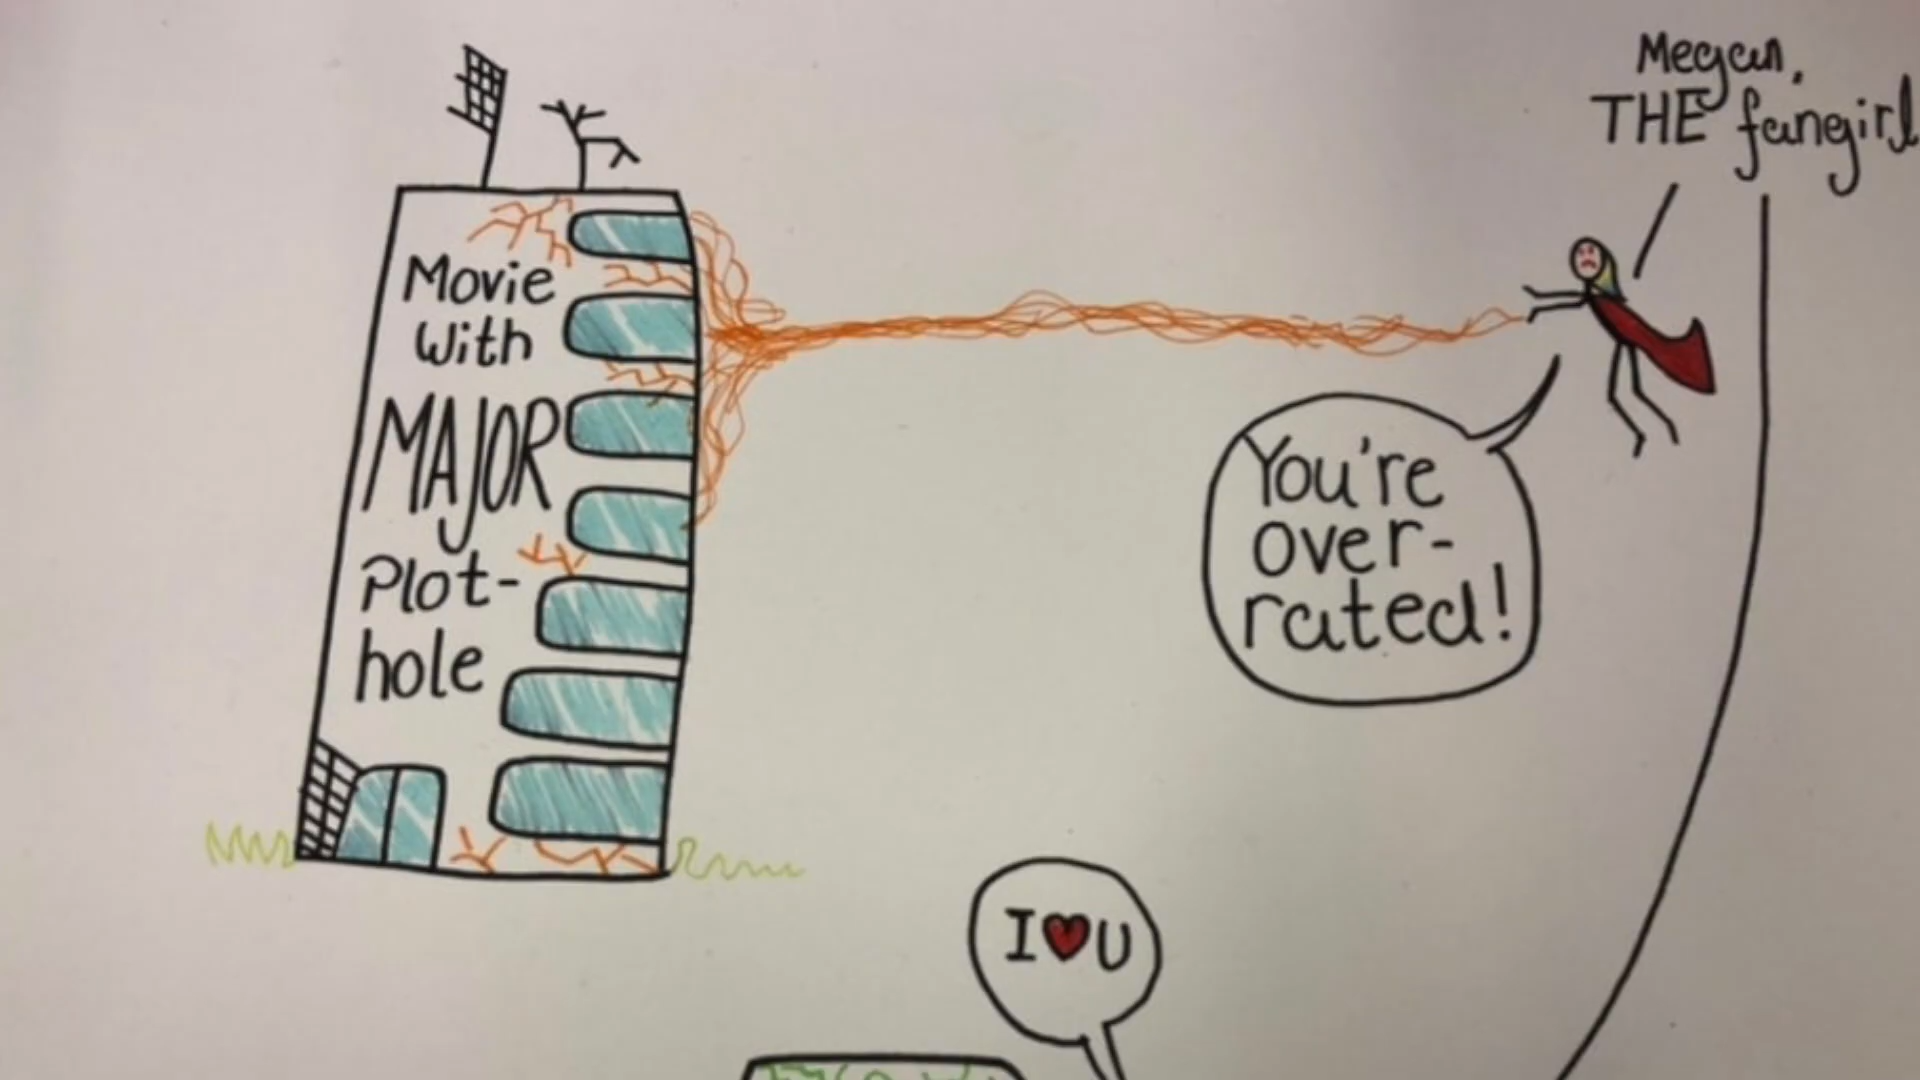 Megan,
THE fangirl
Movie
With
MAJOR
Plot-
hole
You're
over-
rated!
I ♥ U